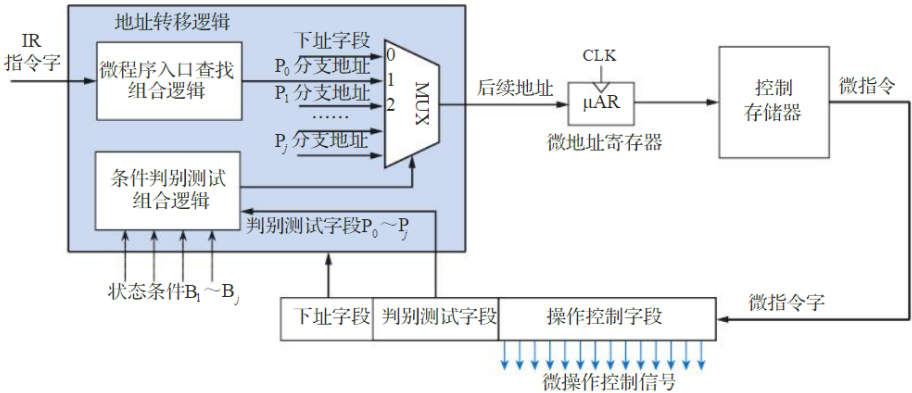 地址转移逻辑
IR
指令字
微程序入口查找
组合逻辑
下址字段
P0分支地址
P1分支地址
······
Pj分支地址
0
1
2
MUX
后续地址
CLK
μAR
微地址寄存器
控制
存储器
微指令
条件判别测试
组合逻辑
判别测试字段P0～Pj
状态条件B1～Bj
下址字段
判别测试字段
操作控制字段
微指令字
微操作控制信号